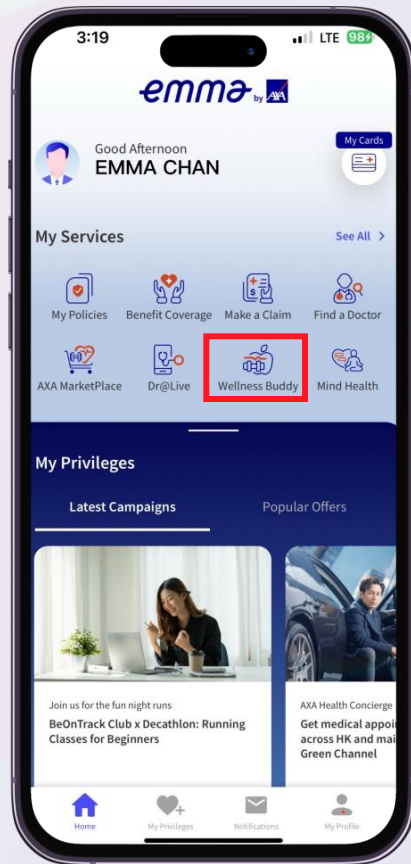 3:19
LTE 98
emma by AXA
Good Afternoon
EMMA CHAN
My Cards
My Services
See All >
My Policies
Benefit Coverage
Make a Claim
Find a Doctor
AXA MarketPlace
Dr@Live
Wellness Buddy
Mind Health
My Privileges
Latest Campaigns
Popular Offers
Join us for the fun night runs
BeOnTrack Club x Decathlon: Running
Classes for Beginners
AXA Health Concierge
Get medical
across HK and
Green Channel
Home
My Privileges
Notifications
My Profile